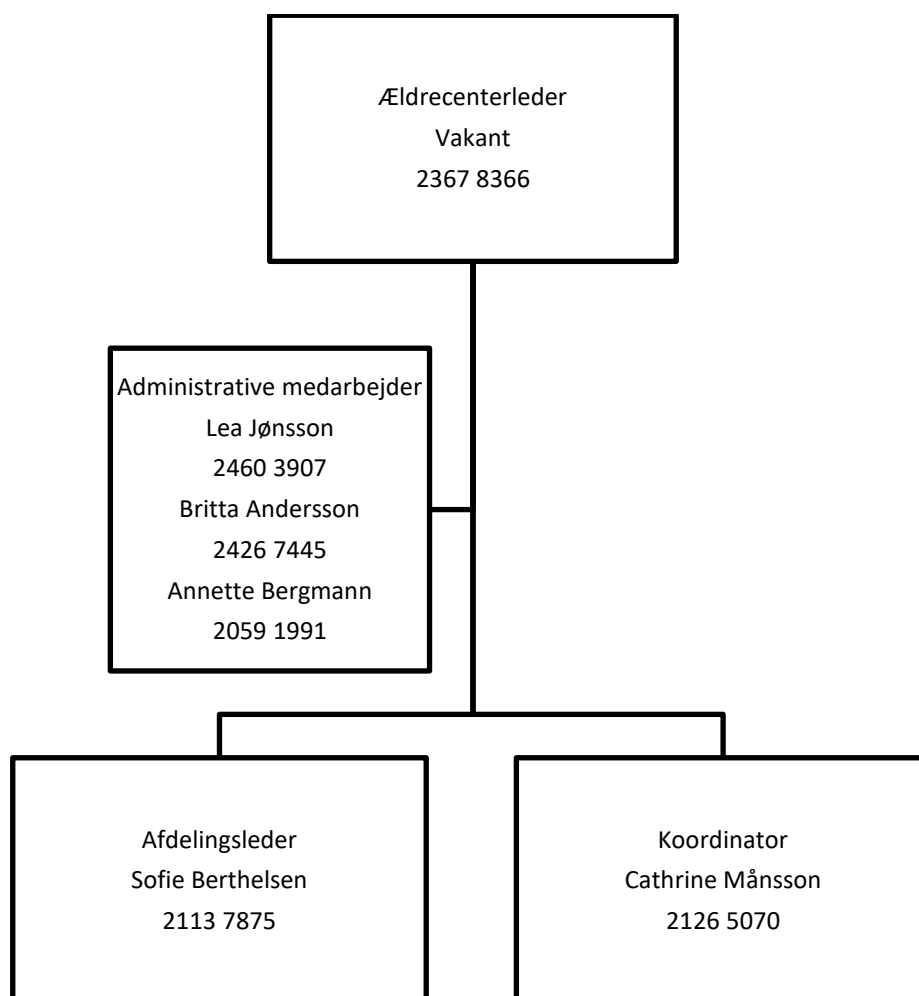 Ældrecenterleder
Vakant
2367 8366
Administrative medarbejder
Lea Jønsson
2460 3907
Britta Andersson
2426 7445
Annette Bergmann
2059 1991
Afdelingsleder
Sofie Berthelsen
2113 7875
Koordinator
Cathrine Månsson
2126 5070